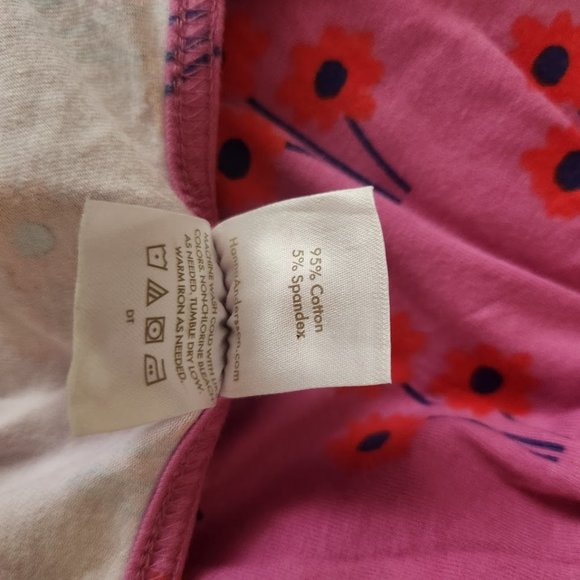 95% Cotton
5% Spandex
HannaAndersson.com
MACHINE WASH COLD WITH
COLORS. NON-CHLORINE BLEACH
AS NEEDED. TUMBLE DRY LOW.
WARM IRON AS NEEDED.
DT